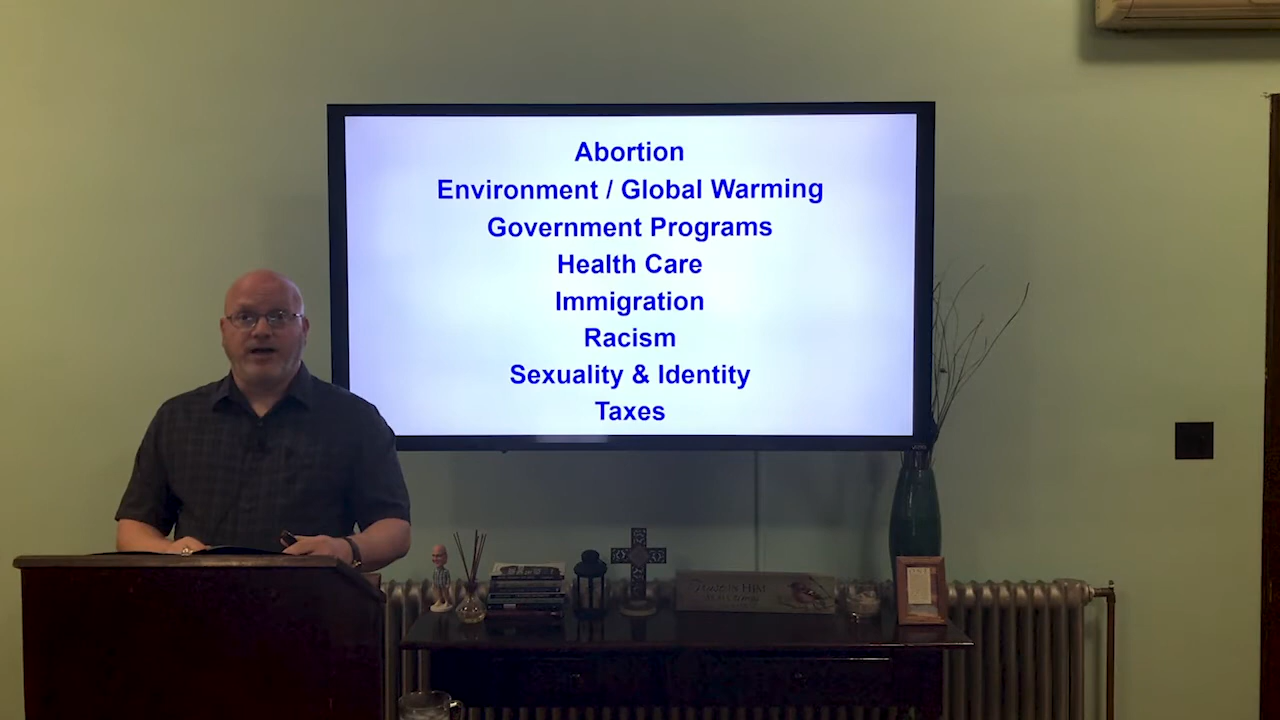 Abortion
Environment / Global Warming
Government Programs
Health Care
Immigration
Racism
Sexuality & Identity
Taxes